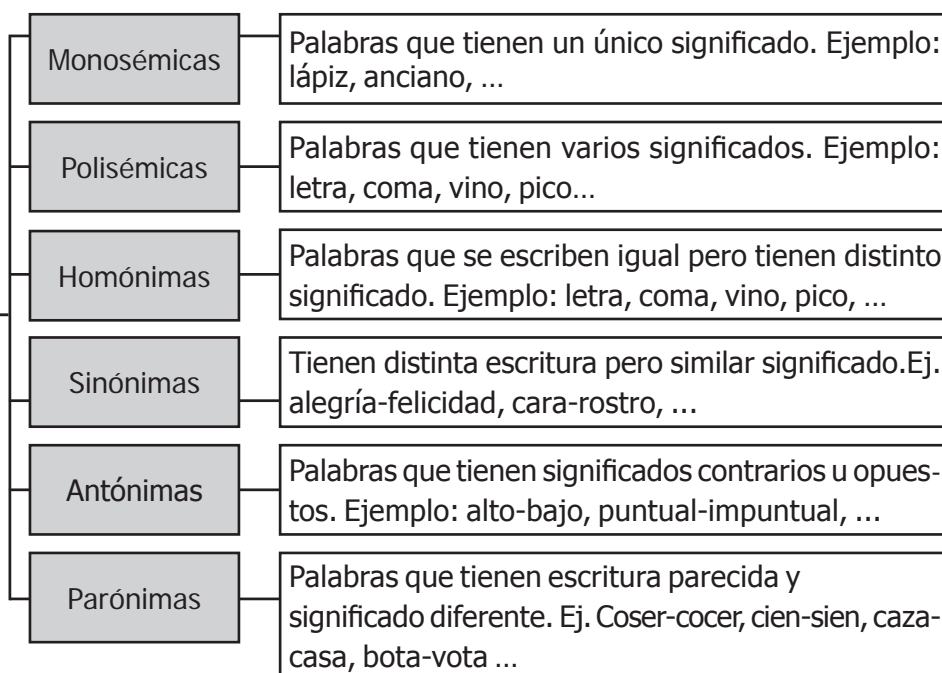 Monosémicas
Palabras que tienen un único significado. Ejemplo:
lápiz, anciano, ...
Polisémicas
Palabras que tienen varios significados. Ejemplo:
letra, coma, vino, pico...
Homónimas
Palabras que se escriben igual pero tienen distinto
significado. Ejemplo: letra, coma, vino, pico, ...
Sinónimas
Tienen distinta escritura pero similar significado.Ej.
alegría-felicidad, cara-rostro, ...
Antónimas
Palabras que tienen significados contrarios u opues-
tos. Ejemplo: alto-bajo, puntual-impuntual, ...
Parónimas
Palabras que tienen escritura parecida y
significado diferente. Ej. Coser-cocer, cien-sien, caza-
casa, bota-vota ...